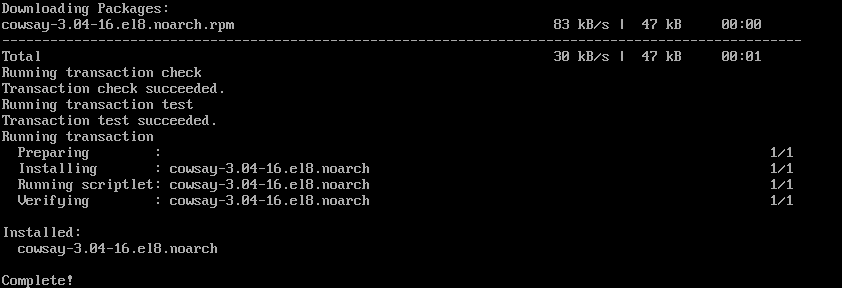 Downloading Packages:
cowsay-3.04-16.el8.noarch.rpm 83 kB/s | 47 kB 00:00
--------------------------------------------------------------------------------
Total 30 kB/s | 47 kB 00:01
Running transaction check
Transaction check succeeded.
Running transaction test
Transaction test succeeded.
Running transaction
  Preparing        : 1/1
  Installing       : cowsay-3.04-16.el8.noarch 1/1
  Running scriptlet: cowsay-3.04-16.el8.noarch 1/1
  Verifying        : cowsay-3.04-16.el8.noarch 1/1
Installed:
  cowsay-3.04-16.el8.noarch
Complete!